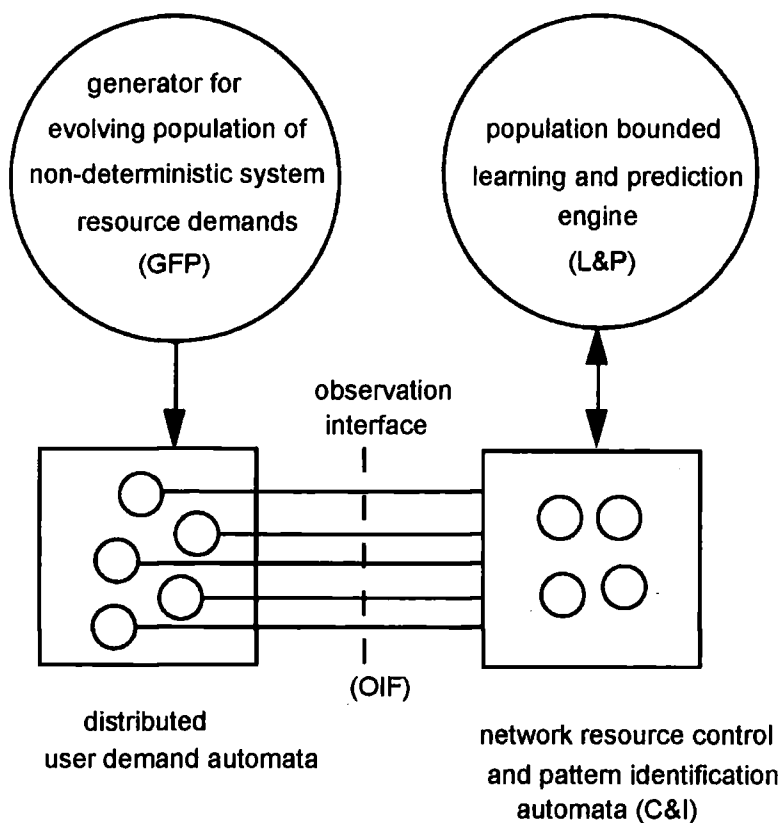 generator for
evolving population of
non-deterministic system
resource demands
(GFP)
population bounded
learning and prediction
engine
(L&P)
observation
interface
(OIF)
distributed
user demand automata
network resource control
and pattern identification
automata (C&I)